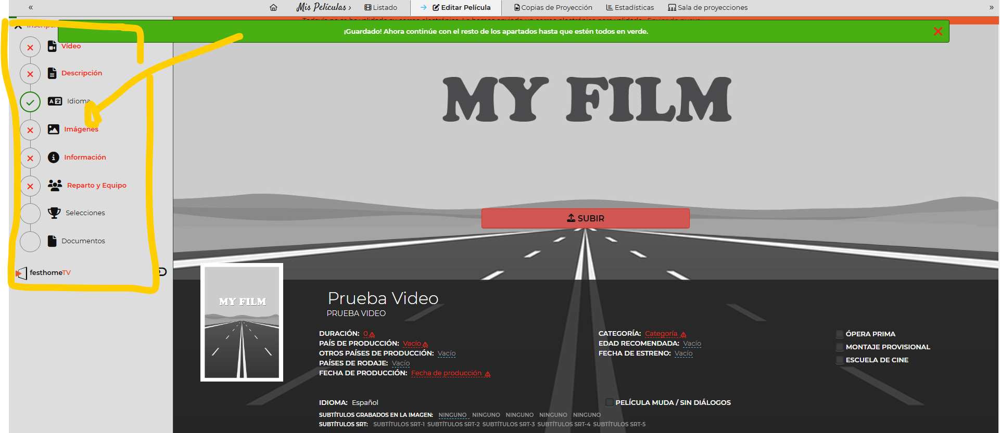 «
Mis Películas ›
Listado
Editar Película
Copias de Proyección
Estadísticas
Sala de proyecciones
»
¡Guardado! Ahora continúe con el resto de los apartados hasta que estén todos en verde.
Vídeo
Descripción
Idioma
Imágenes
Información
Reparto y Equipo
Selecciones
Documentos
festhomeTV
MY FILM
SUBIR
MY FILM
Prueba Video
PRUEBA VIDEO
DURACIÓN: 0
PAÍS DE PRODUCCIÓN: Vacío
OTROS PAÍSES DE PRODUCCIÓN: Vacío
PAÍSES DE RODAJE: Vacío
FECHA DE PRODUCCIÓN: Fecha de producción
CATEGORÍA: Categoría
EDAD RECOMENDADA: Vacío
FECHA DE ESTRENO: Vacío
ÓPERA PRIMA
MONTAJE PROVISIONAL
ESCUELA DE CINE
IDIOMA: Español
PELÍCULA MUDA / SIN DIÁLOGOS
SUBTÍTULOS GRABADOS EN LA IMAGEN: NINGUNO NINGUNO NINGUNO NINGUNO NINGUNO
SUBTÍTULOS SRT: SUBTÍTULOS SRT-1 SUBTÍTULOS SRT-2 SUBTÍTULOS SRT-3 SUBTÍTULOS SRT-4 SUBTÍTULOS SRT-5